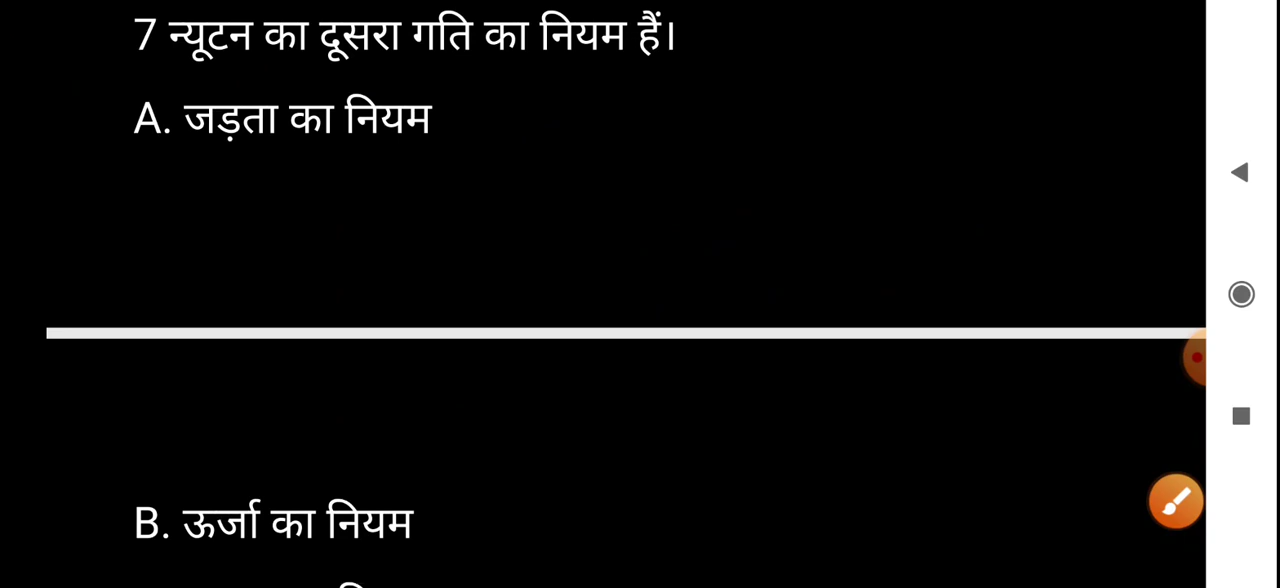 7 न्यूटन का दूसरा गति का नियम हैं।
A. जड़ता का नियम
B. ऊर्जा का नियम